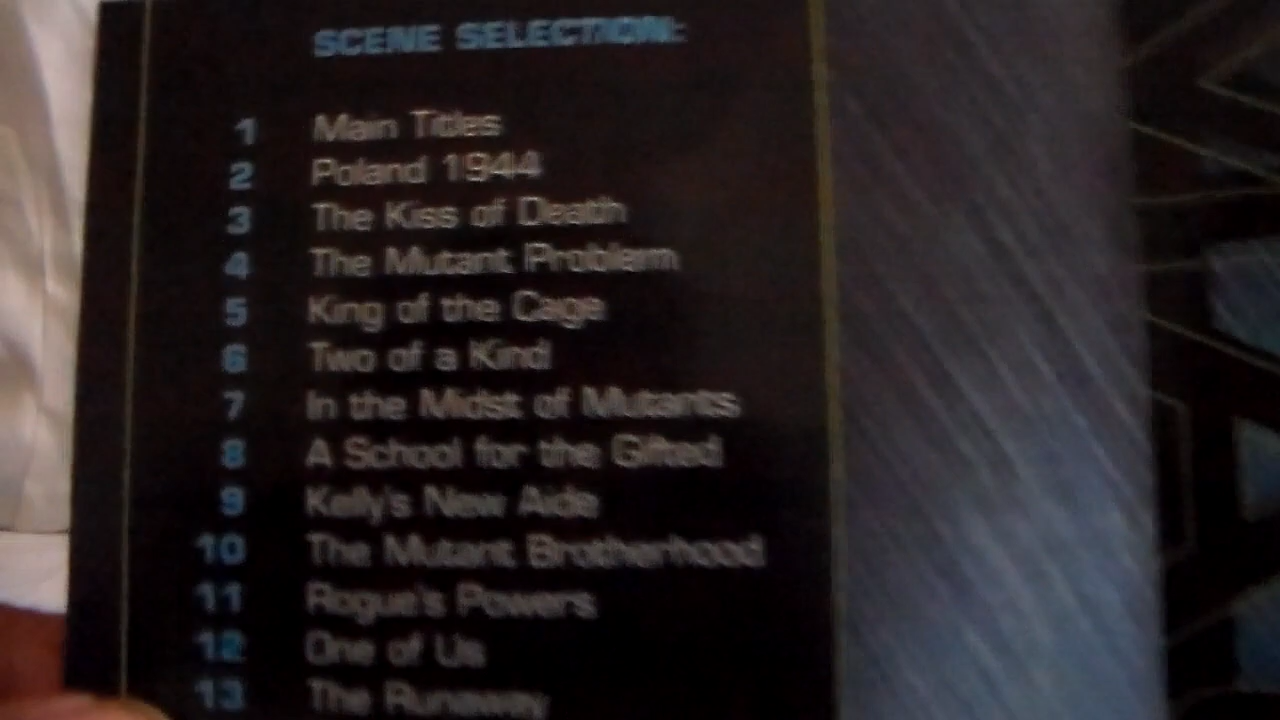 SCENE SELECTION:
1 Main Titles
2 Poland 1944
3 The Kiss of Death
4 The Mutant Problem
5 King of the Cage
6 Two of a Kind
7 In the Midst of Mutants
8 A School for the Gifted
9 Kelly's New Aide
10 The Mutant Brotherhood
11 Rogue's Powers
12 One of Us
13 The Runaway